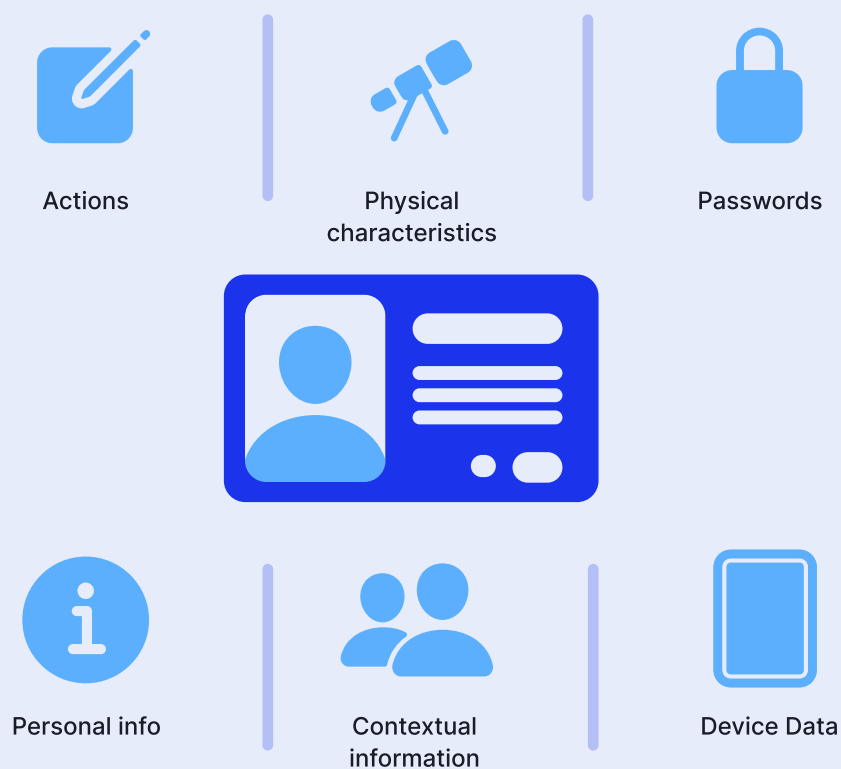 Actions
Physical
characteristics
Passwords
Personal info
Contextual
information
Device Data